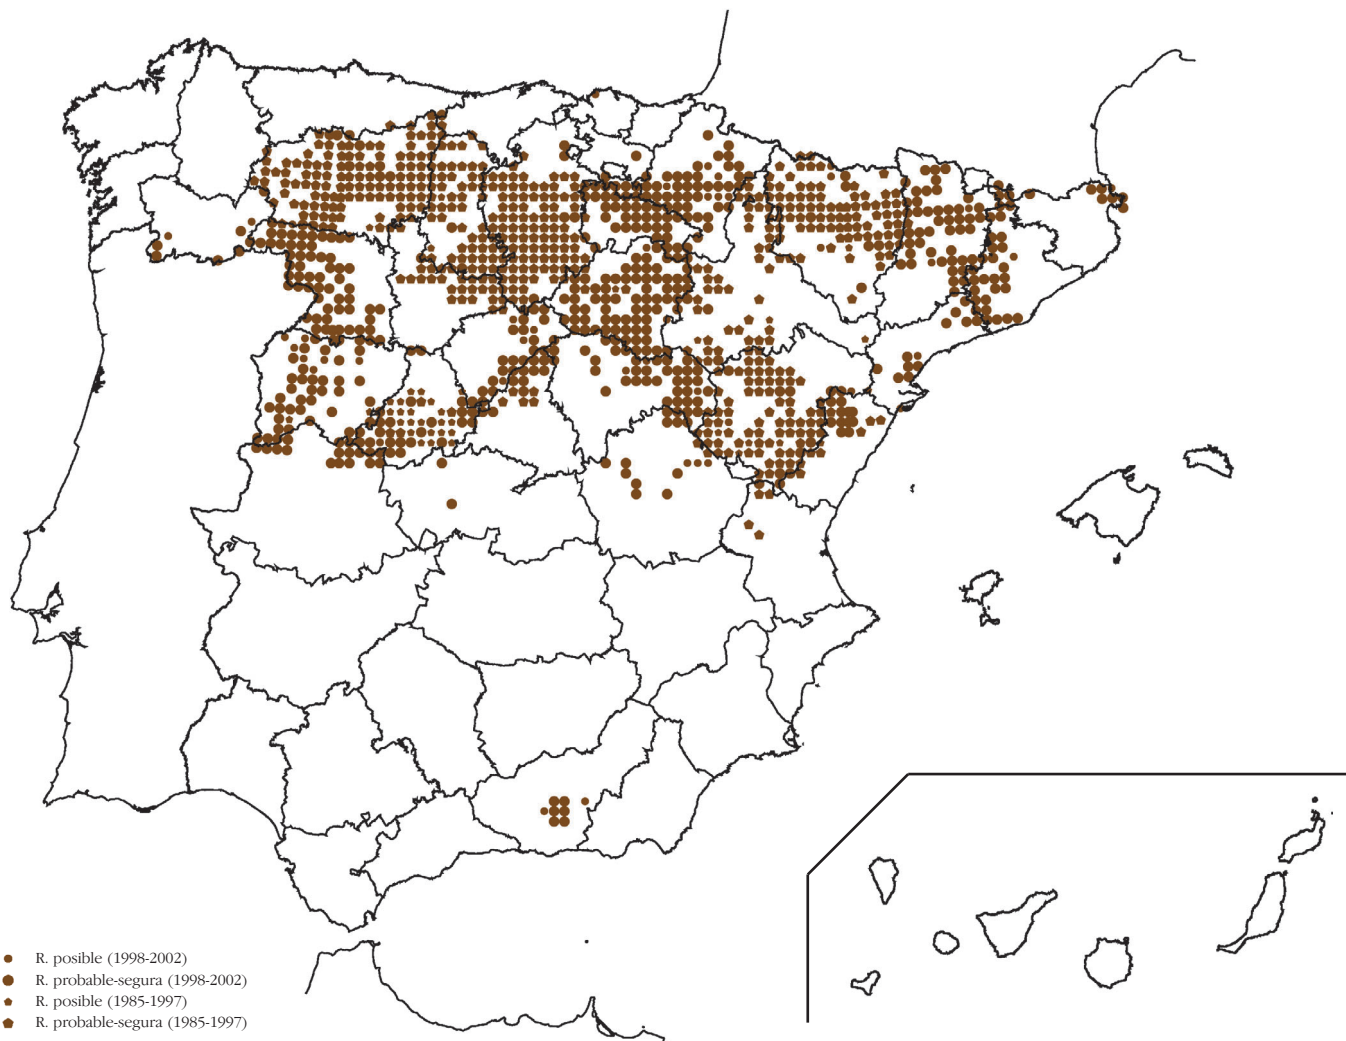 R. posible (1998-2002)
R. probable-segura (1998-2002)
R. posible (1985-1997)
R. probable-segura (1985-1997)